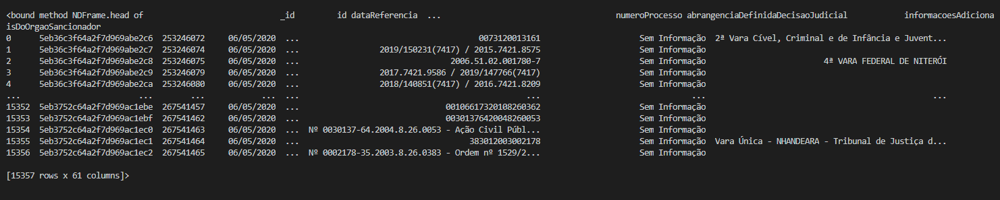 <bound method NDFrame.head of _id id dataReferencia ... numeroProcesso abrangenciaDefinidaDecisaoJudicial informacoesAdiciona
isDoOrgaoSancionador
0 5eb36c3f64a2f7d969abe2c6 253246072 06/05/2020 ... 0073120013161 Sem Informação 2ª Vara Cível, Criminal e de Infância e Juvent...
1 5eb36c3f64a2f7d969abe2c7 253246074 06/05/2020 ... 2019/150231(7417) / 2015.7421.8575 Sem Informação
2 5eb36c3f64a2f7d969abe2c8 253246075 06/05/2020 ... 2006.51.02.001780-7 Sem Informação 4ª VARA FEDERAL DE NITERÓI
3 5eb36c3f64a2f7d969abe2c9 253246079 06/05/2020 ... 2017.7421.9586 / 2019/147766(7417) Sem Informação
4 5eb36c3f64a2f7d969abe2ca 253246080 06/05/2020 ... 2018/140851(7417) / 2016.7421.8209 Sem Informação
... ... ... ... ... ... ... ...
15352 5eb3752c64a2f7d969ac1ebe 267541457 06/05/2020 ... 00106617320108260362 Sem Informação
15353 5eb3752c64a2f7d969ac1ebf 267541462 06/05/2020 ... 00301376420048260053 Sem Informação
15354 5eb3752c64a2f7d969ac1ec0 267541463 06/05/2020 ... Nº 0030137-64.2004.8.26.0053 - Ação Civil Públ... Sem Informação
15355 5eb3752c64a2f7d969ac1ec1 267541464 06/05/2020 ... 383012003002178 Sem Informação Vara Única - NHANDEARA - Tribunal de Justiça d...
15356 5eb3752c64a2f7d969ac1ec2 267541465 06/05/2020 ... Nº 0002178-35.2003.8.26.0383 - Ordem nº 1529/2... Sem Informação
[15357 rows x 61 columns]>